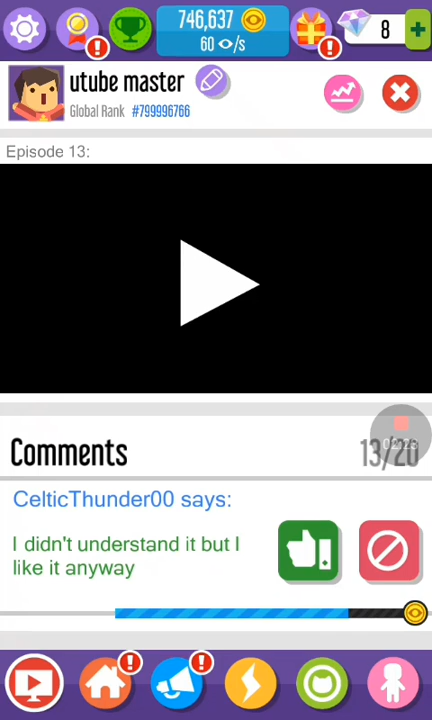 746,637
60 /s
8
utube master
Global Rank #799996766
Episode 13:
Comments
13/20
CelticThunder00 says:
I didn't understand it but I
like it anyway